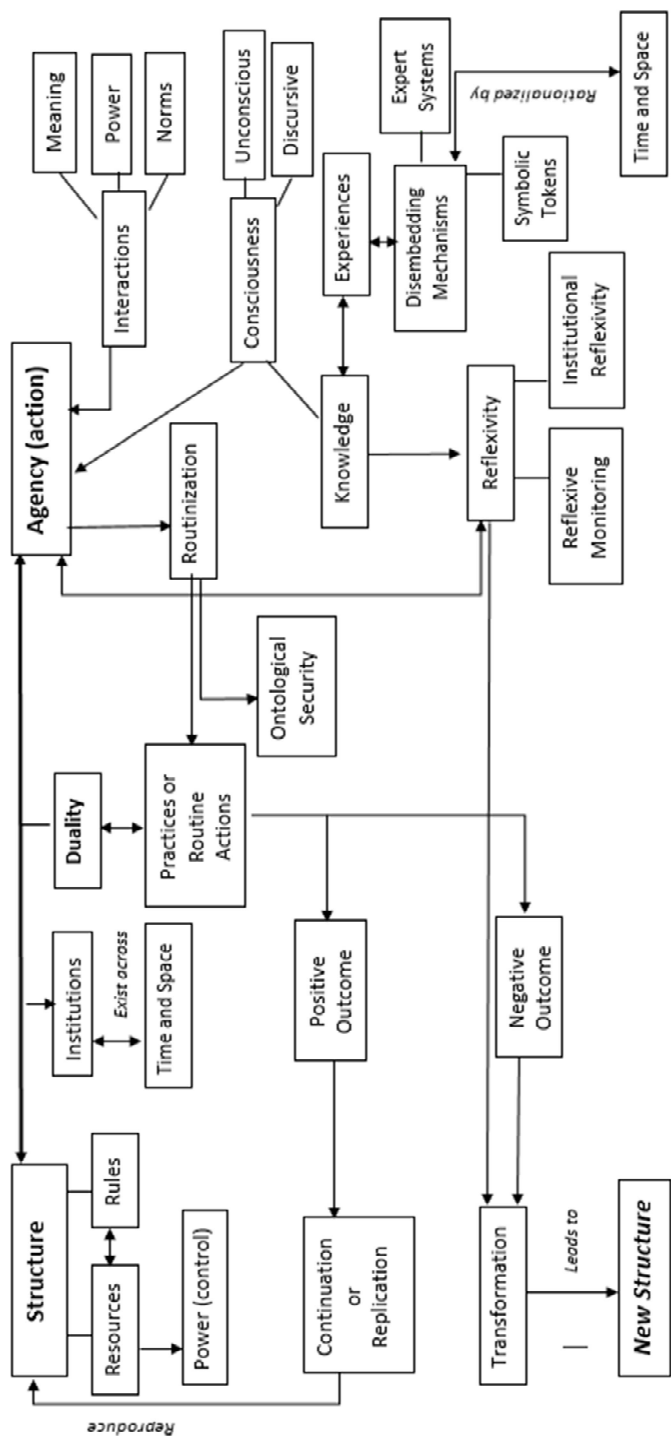 Structure
Agency (action)
Institutions
Duality
Interactions
Meaning
Power
Norms
Resources
Rules
Exist across
Time and Space
Routinization
Consciousness
Unconscious
Discursive
Power (control)
Practices or
Routine
Actions
Ontological
Security
Knowledge
Experiences
Reproduce
Continuation
or
Replication
Positive
Outcome
Disembedding
Mechanisms
Expert
Systems
Rationalized by
Reflexivity
Symbolic
Tokens
Transformation
Negative
Outcome
Reflexive
Monitoring
Institutional
Reflexivity
Time and Space
Leads to
New Structure